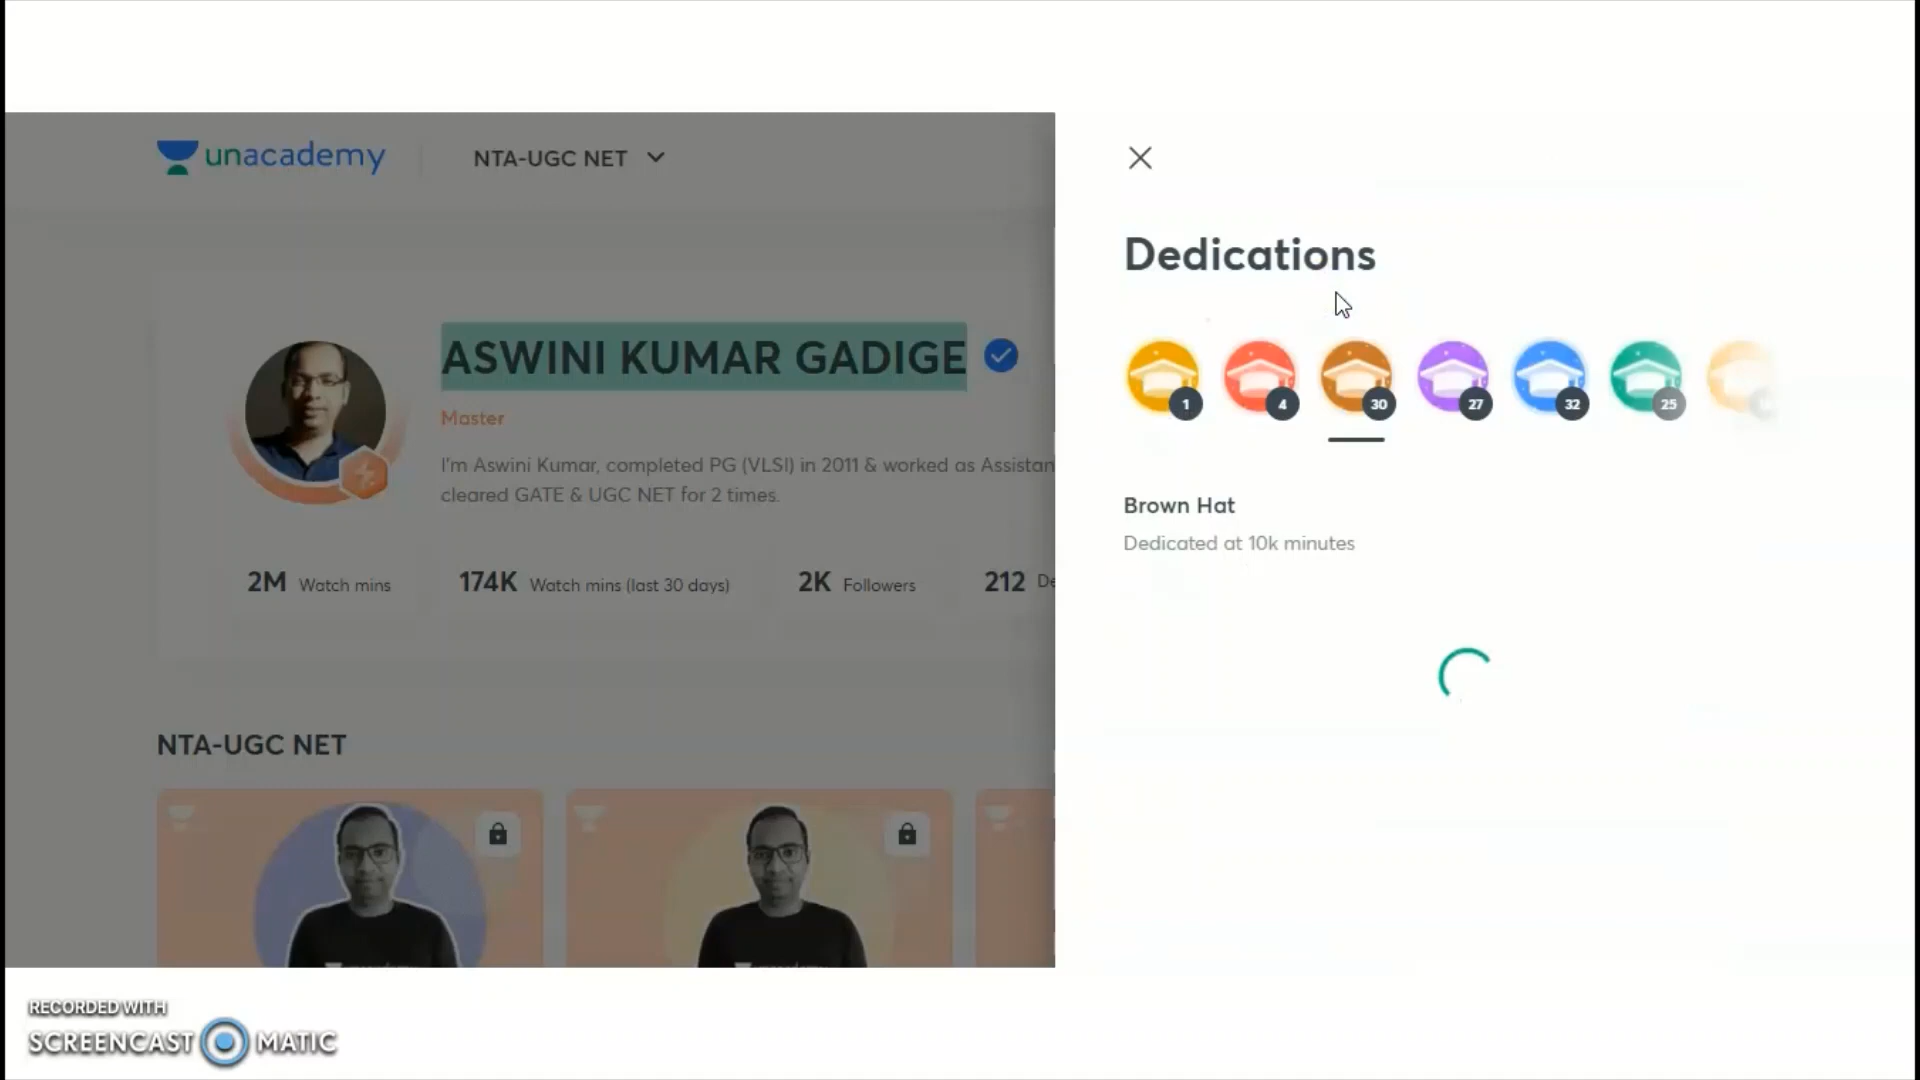 unacademy
NTA-UGC NET
Dedications
ASWINI KUMAR GADIGE
Master
I'm Aswini Kumar, completed PG (VLSI) in 2011 & worked as Assistan
cleared GATE & UGC NET for 2 times.
1 4 30 27 32 25
Brown Hat
Dedicated at 10k minutes
2M Watch mins 174K Watch mins (last 30 days) 2K Followers 212 De
NTA-UGC NET
RECORDED WITH
SCREENCAST MATIC